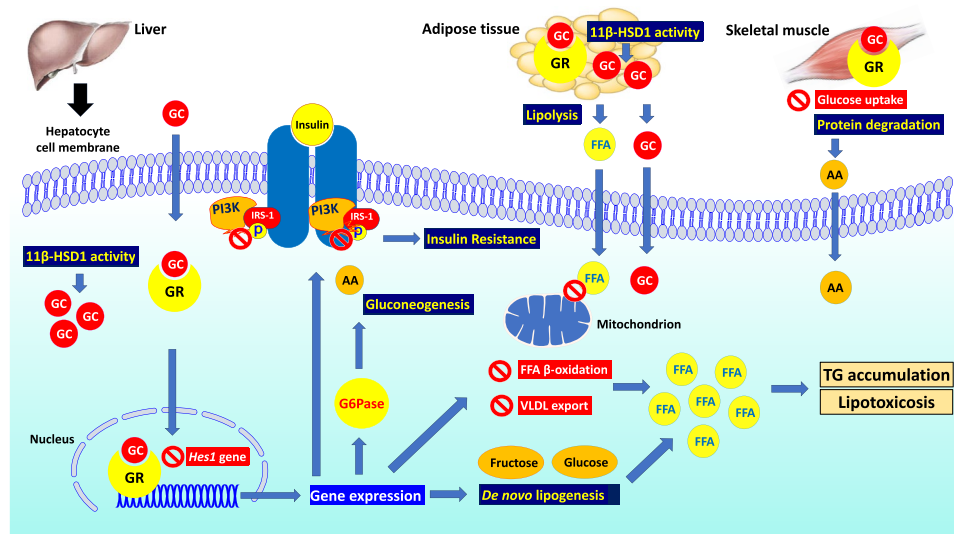 Liver
Hepatocyte
cell membrane
GC
Insulin
PI3K
IRS-1
p
PI3K
IRS-1
p
Insulin Resistance
Adipose tissue
GC
GR
11β-HSD1 activity
GC
GC
Lipolysis
FFA
GC
Skeletal muscle
GC
GR
Glucose uptake
Protein degradation
AA
11β-HSD1 activity
GC
GC
GC
GC
GR
AA
Gluconeogenesis
FFA
GC
AA
Mitochondrion
G6Pase
FFA β-oxidation
VLDL export
FFA
FFA
FFA
FFA
FFA
FFA
TG accumulation
Lipotoxicosis
Nucleus
GC
GR
Hes1 gene
Gene expression
Fructose
Glucose
De novo lipogenesis